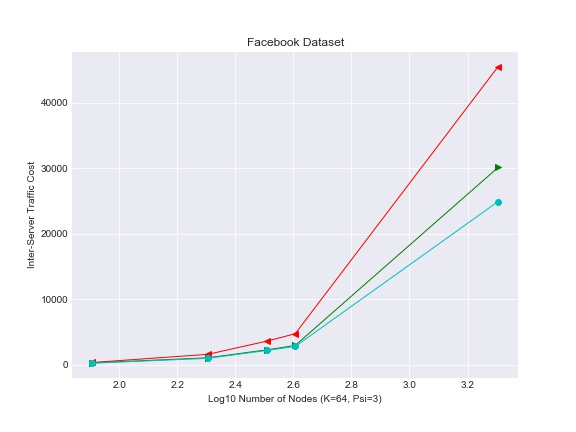 Facebook Dataset
Inter-Server Traffic Cost
40000
30000
20000
10000
0
2.0 2.2 2.4 2.6 2.8 3.0 3.2
Log10 Number of Nodes (K=64, Psi=3)